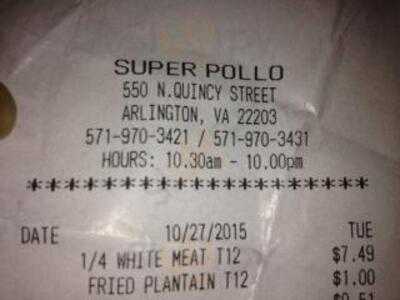 SUPER POLLO
550 N.QUINCY STREET
ARLINGTON, VA 22203
571-970-3421 / 571-970-3431
HOURS: 10.30am - 10.00pm
******************************
DATE 10/27/2015 TUE
1/4 WHITE MEAT T12 $7.49
FRIED PLANTAIN T12 $1.00